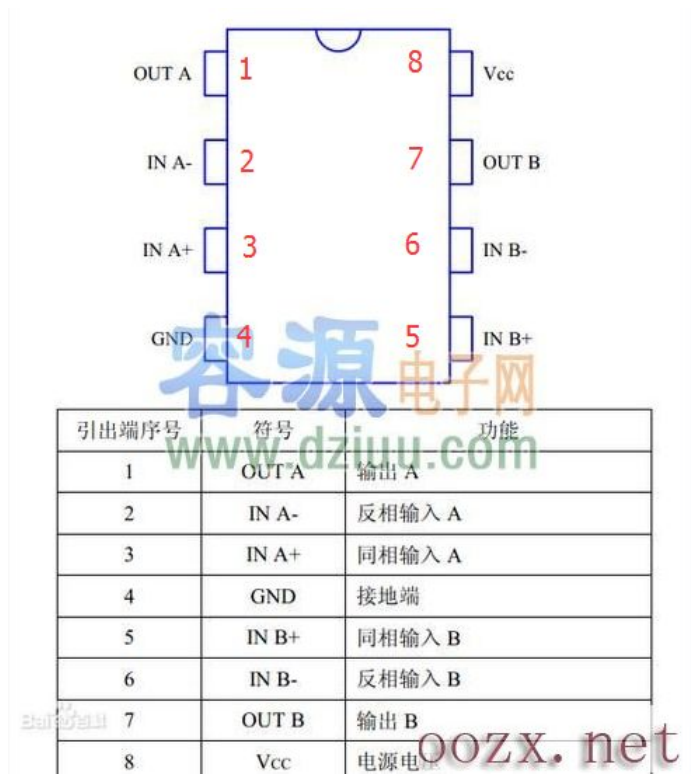 OUT A 1 8 Vcc
IN A- 2 7 OUT B
IN A+ 3 6 IN B-
GND 4 5 IN B+
容源电子网
www.dziuu.com
引出端序号 符号 功能
1 OUT A 输出 A
2 IN A- 反相输入 A
3 IN A+ 同相输入 A
4 GND 接地端
5 IN B+ 同相输入 B
6 IN B- 反相输入 B
7 OUT B 输出 B
8 Vcc 电源电
oozx.net